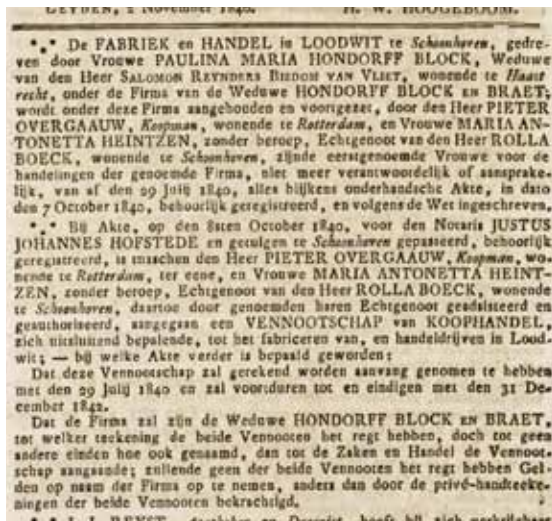 LEYDEN, 2 November 1840. H. W. HOOGEBOOM.
*,* De FABRIEK en HANDEL in LOODWIT te Schoonhoven, gedre-
ven door Vrouwe PAULINA MARIA HONDORFF BLOCK, Weduwe
van den Heer SALOMON REYNDERS BIEDOM VAN VLIET, wonende te Haast-
recht, onder de Firma van de Weduwe HONDORFF BLOCK EN BRAET,
wordt onder deze Firma aangehouden en voortgezet, door den Heer PIETER
OVERGAAUW, Koopman, wonende te Rotterdam, en Vrouwe MARIA AN-
TONETTA HEINTZEN, zonder beroep, Echtgenoot van den Heer ROLLA
BOECK, wonende te Schoonhoven, zijnde eerstgenoemde Vrouwe voor de
handelingen der genoemde Firma, niet meer verantwoordelijk of aansprake-
lijk, van af den 29 Julij 1840, alles blijkens onderhandsche Akte, in dato
den 7 October 1840, behoorlijk geregistreerd, en volgens de Wet ingeschreven.
*,* Bij Akte, op den 8sten October 1840, voor den Notaris JUSTUS
JOHANNES HOFSTEDE en getuigen te Schoonhoven gepasseerd, behoorlijk
geregistreerd, is tusschen den Heer PIETER OVERGAAUW, Koopman, wo-
nende te Rotterdam, ter eene, en Vrouwe MARIA ANTONETTA HEINT-
ZEN, zonder beroep, Echtgenoot van den Heer ROLLA BOECK, wonende
te Schoonhoven, daartoe door genoemden haren Echtgenoot geadsisteerd en
geauthoriseerd, aangegaan een VENNOOTSCHAP van KOOPHANDEL,
zich uitsluitend bepalende, tot het fabriceren van, en handeldrijven in Lood-
wit; — bij welke Akte verder is bepaald geworden:
Dat deze Vennootschap zal gerekend worden aanvang genomen te hebben
met den 29 Julij 1840 en zal voortduren tot en eindigen met den 31 De-
cember 1842.
Dat de Firma zal zijn de Weduwe HONDORFF BLOCK EN BRAET,
tot welker teekening de beide Vennooten het regt hebben, doch tot geen
andere einden hoe ook genaamd, dan tot de Zaken en Handel de Vennoot-
schap aangaande; zullende geen der beide Vennooten het regt hebben Gel-
den op naam der Firma op te nemen, anders dan door de privé-handteeke-
ningen der beide Vennooten bekrachtigd.